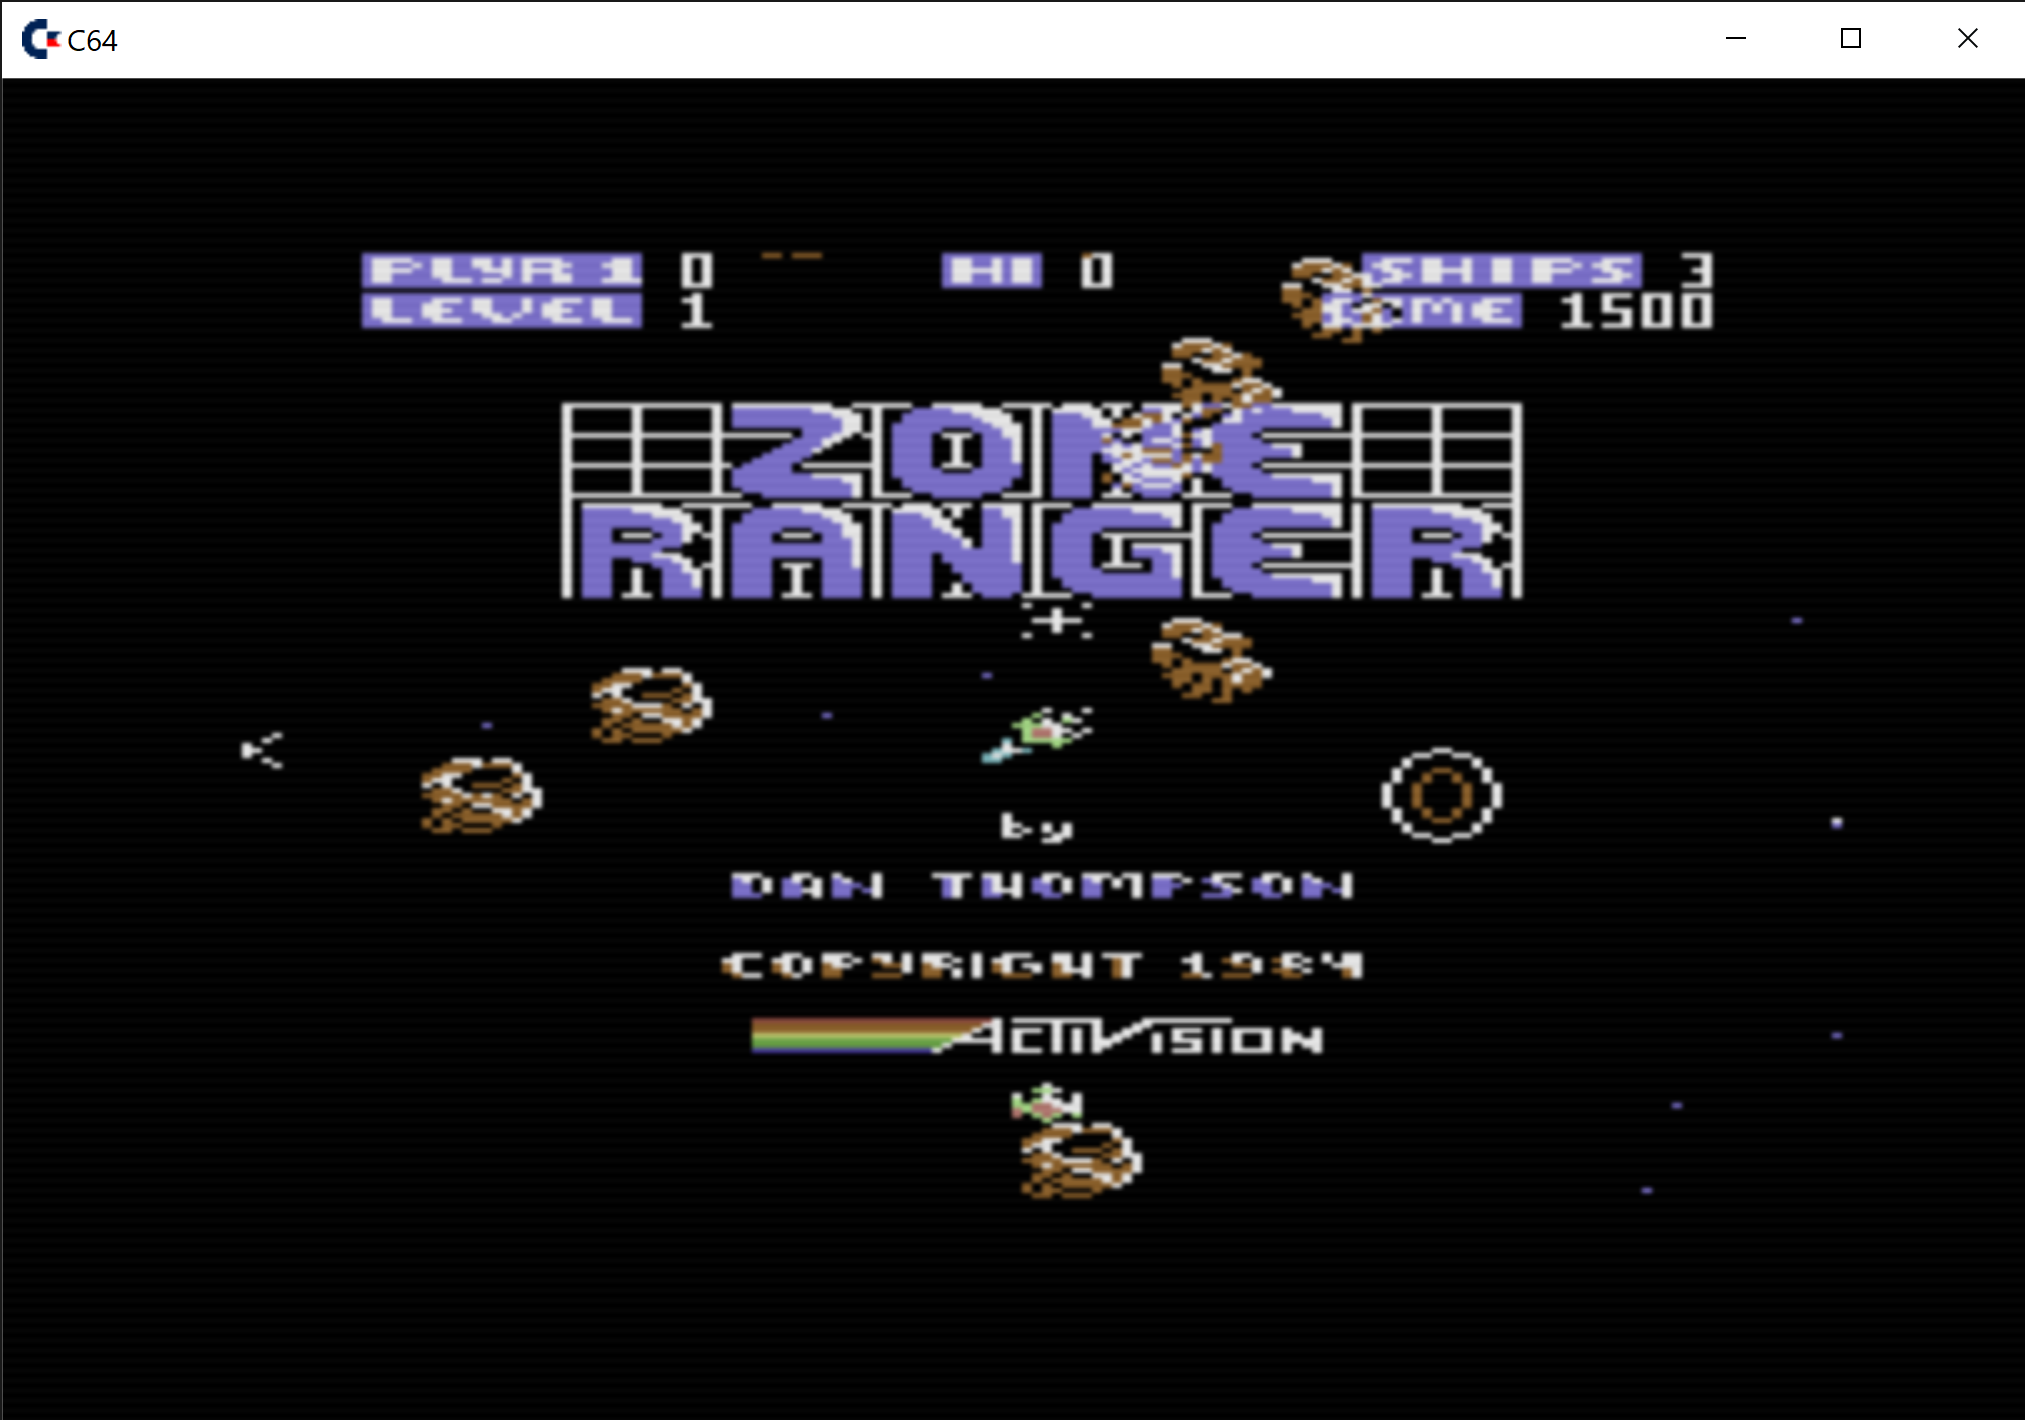 C64
PLYR 1 0 HI 0 SHIPS 3
LEVEL 1 TIME 1500
ZONE
RANGER
by
DAN THOMPSON
COPYRIGHT 1984
ACTIVISION